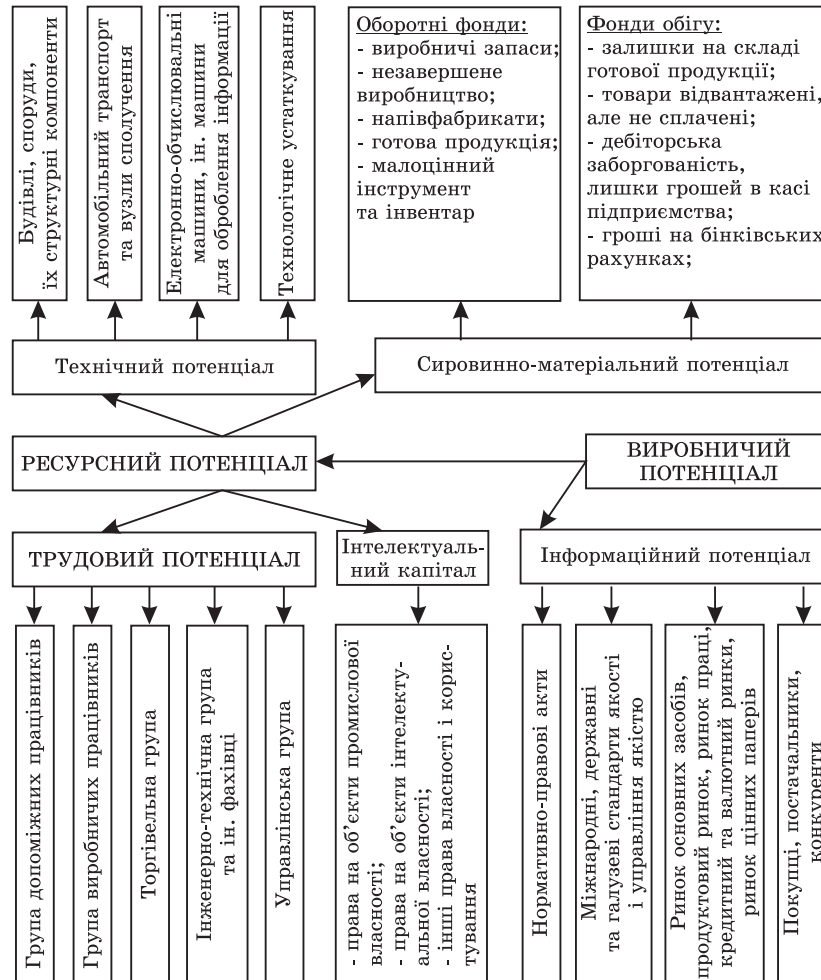 Будівлі, споруди,
їх структурні компоненти
Автомобільний транспорт
та вузли сполучення
Електронно-обчислювальні
машини, ін. машини
для оброблення інформації
Технологічне устаткування
Оборотні фонди:
- виробничі запаси;
- незавершене
виробництво;
- напівфабрикати;
- готова продукція;
- малоцінний
інструмент
та інвентар
Фонди обігу:
- залишки на складі
готової продукції;
- товари відвантажені,
але не сплачені;
- дебіторська
заборгованість,
лишки грошей в касі
підприємства;
- гроші на бінківських
рахунках;
Технічний потенціал
Сировинно-матеріальний потенціал
РЕСУРСНИЙ ПОТЕНЦІАЛ
ВИРОБНИЧИЙ
ПОТЕНЦІАЛ
ТРУДОВИЙ ПОТЕНЦІАЛ
Інтелектуаль-
ний капітал
Інформаційний потенціал
Група допоміжних працівників
Група виробничих працівників
Торгівельна група
Інженерно-технічна група
та ін. фахівці
Управлінська група
- права на об’єкти промислової
власності;
- права на об’єкти інтелекту-
альної власності;
- інші права власності і корис-
тування
Нормативно-правові акти
Міжнародні, державні
та галузеві стандарти якості
і управління якістю
Ринок основних засобів,
продуктовий ринок, ринок праці,
кредитний та валютний ринки,
ринок цінних паперів
Покупці, постачальники,
конкуренти